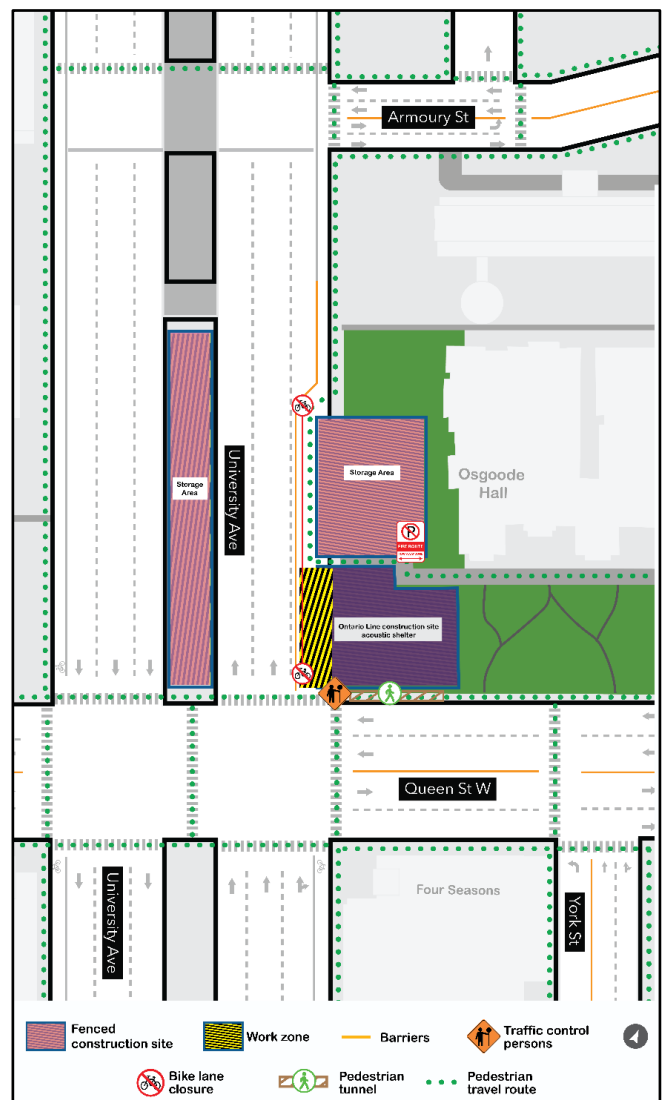 Armoury St
Storage
Area
University Ave
Storage Area
Osgoode
Hall
P
FIRE ROUTE
Ontario Line construction site
acoustic shelter
Queen St W
University Ave
Four Seasons
York St
Fenced
construction site
Work zone
Barriers
Traffic control
persons
Bike lane
closure
Pedestrian
tunnel
Pedestrian
travel route